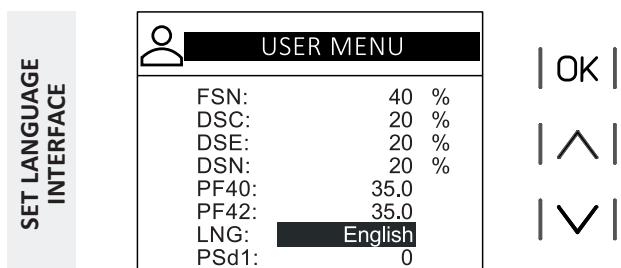 SET LANGUAGE
INTERFACE
USER MENU
FSN: 40 %
DSC: 20 %
DSE: 20 %
DSN: 20 %
PF40: 35.0
PF42: 35.0
LNG: English
PSd1: 0
OK